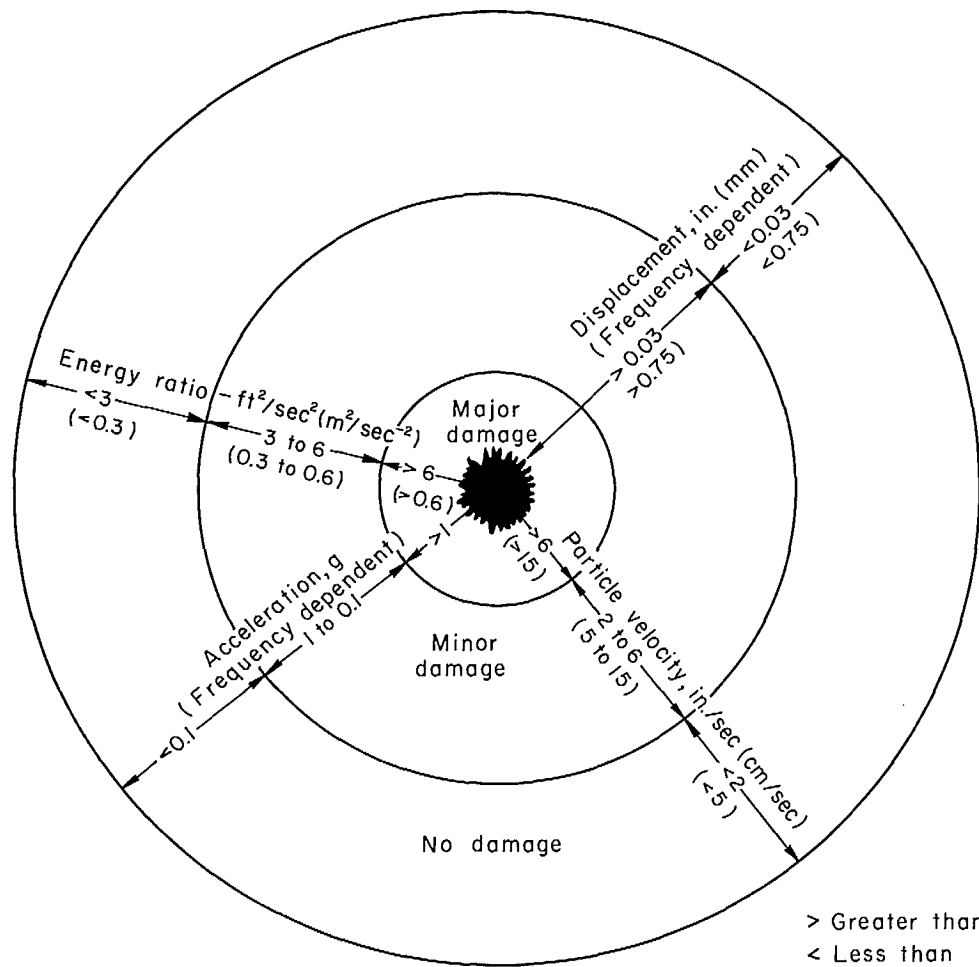 Displacement, in. (mm)
(Frequency dependent)
<0.03
<0.75
>0.03
>0.75
Energy ratio – ft²/sec² (m²/sec⁻²)
<3
(<0.3)
3 to 6
(0.3 to 0.6)
>6
(>0.6)
Major
damage
Acceleration, g
(Frequency dependent)
>1
1 to 0.1
<0.1
Particle velocity, in./sec (cm/sec)
>6
(>15)
2 to 6
(5 to 15)
<2
(<5)
Minor
damage
No damage
> Greater than
< Less than